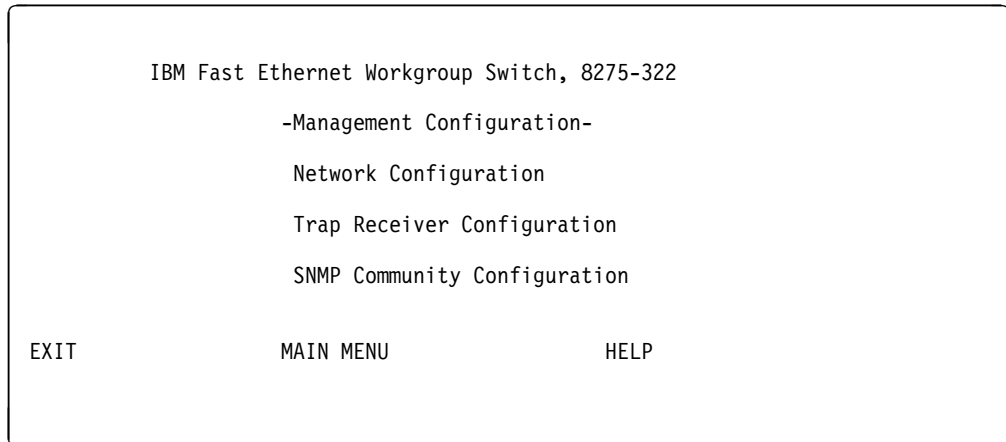 IBM Fast Ethernet Workgroup Switch, 8275-322
-Management Configuration-
Network Configuration
Trap Receiver Configuration
SNMP Community Configuration
EXIT MAIN MENU HELP